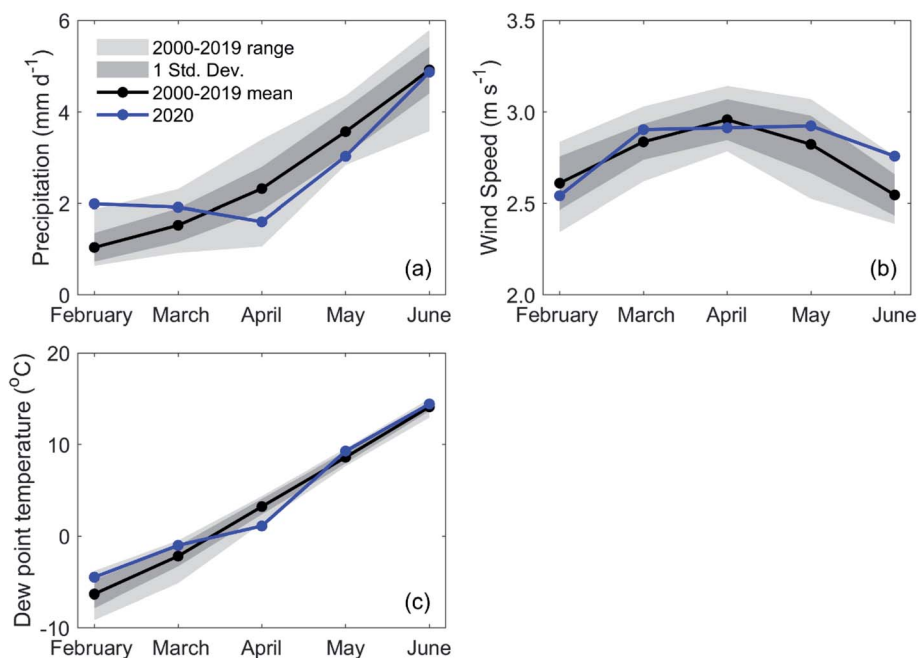 Precipitation (mm d⁻¹)
6
4
2
0
2000-2019 range
1 Std. Dev.
2000-2019 mean
2020
(a)
February March April May June
Wind Speed (m s⁻¹)
3.5
3.0
2.5
2.0
(b)
February March April May June
Dew point temperature (°C)
20
10
0
-10
(c)
February March April May June